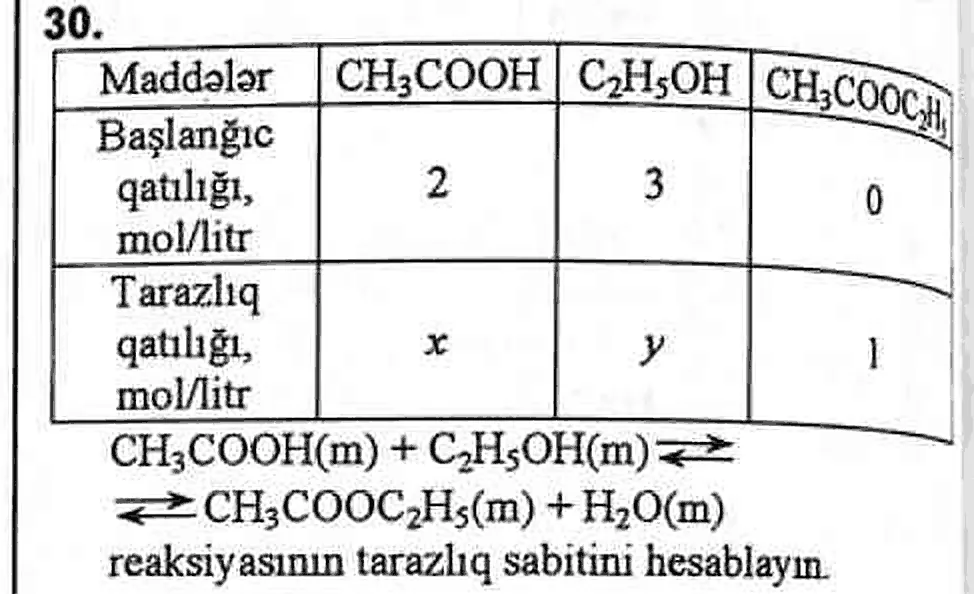 30.
Maddələr CH₃COOH C₂H₅OH CH₃COOC₂H₅
Başlanğıc
qatılığı,
mol/litr
2 3 0
Tarazlıq
qatılığı,
mol/litr
x y 1
CH₃COOH(m) + C₂H₅OH(m)⇄
⇄CH₃COOC₂H₅(m) + H₂O(m)
reaksiyasının tarazlıq sabitini hesablayın.